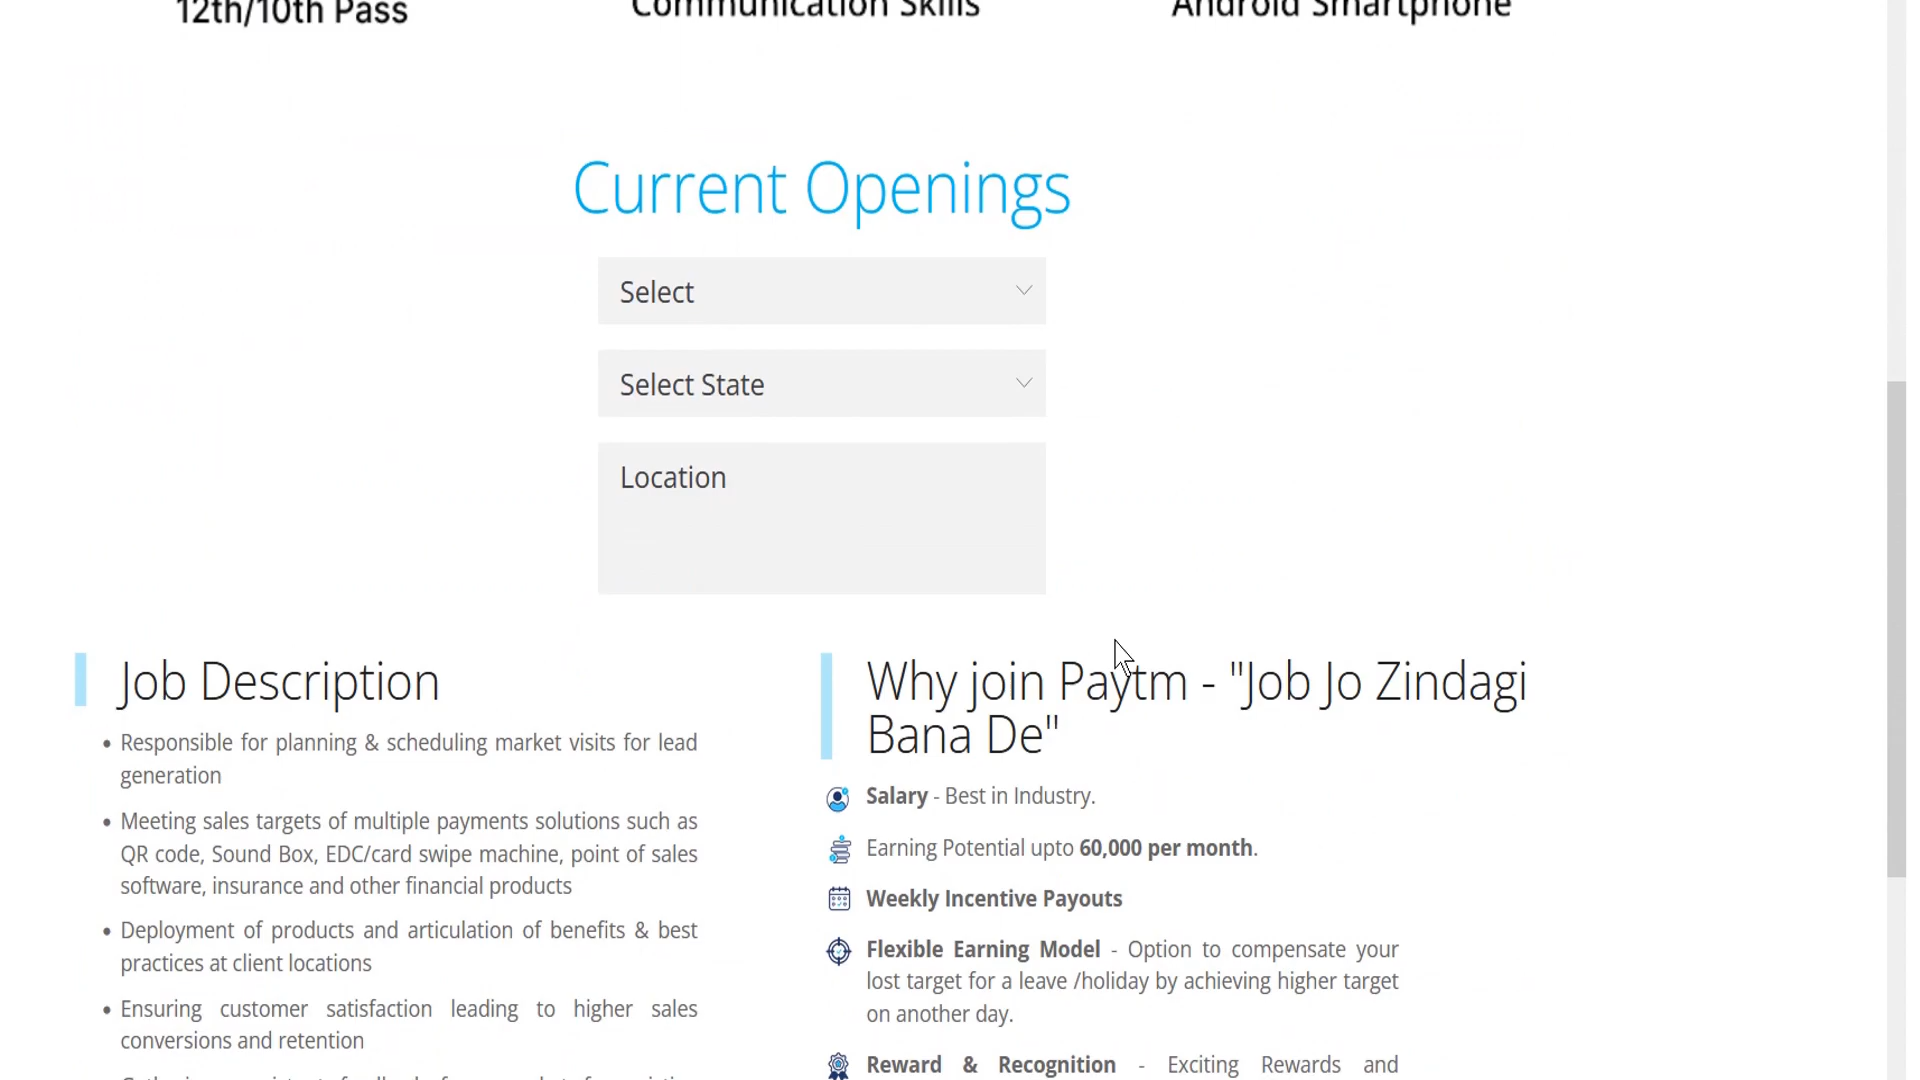 12th/10th Pass
Communication Skills
Android Smartphone
Current Openings
Select
Select State
Location
Job Description
• Responsible for planning & scheduling market visits for lead
generation
• Meeting sales targets of multiple payments solutions such as
QR code, Sound Box, EDC/card swipe machine, point of sales
software, insurance and other financial products
• Deployment of products and articulation of benefits & best
practices at client locations
• Ensuring customer satisfaction leading to higher sales
conversions and retention
Why join Paytm - "Job Jo Zindagi
Bana De"
Salary - Best in Industry.
Earning Potential upto 60,000 per month.
Weekly Incentive Payouts
Flexible Earning Model - Option to compensate your
lost target for a leave /holiday by achieving higher target
on another day.
Reward & Recognition - Exciting Rewards and